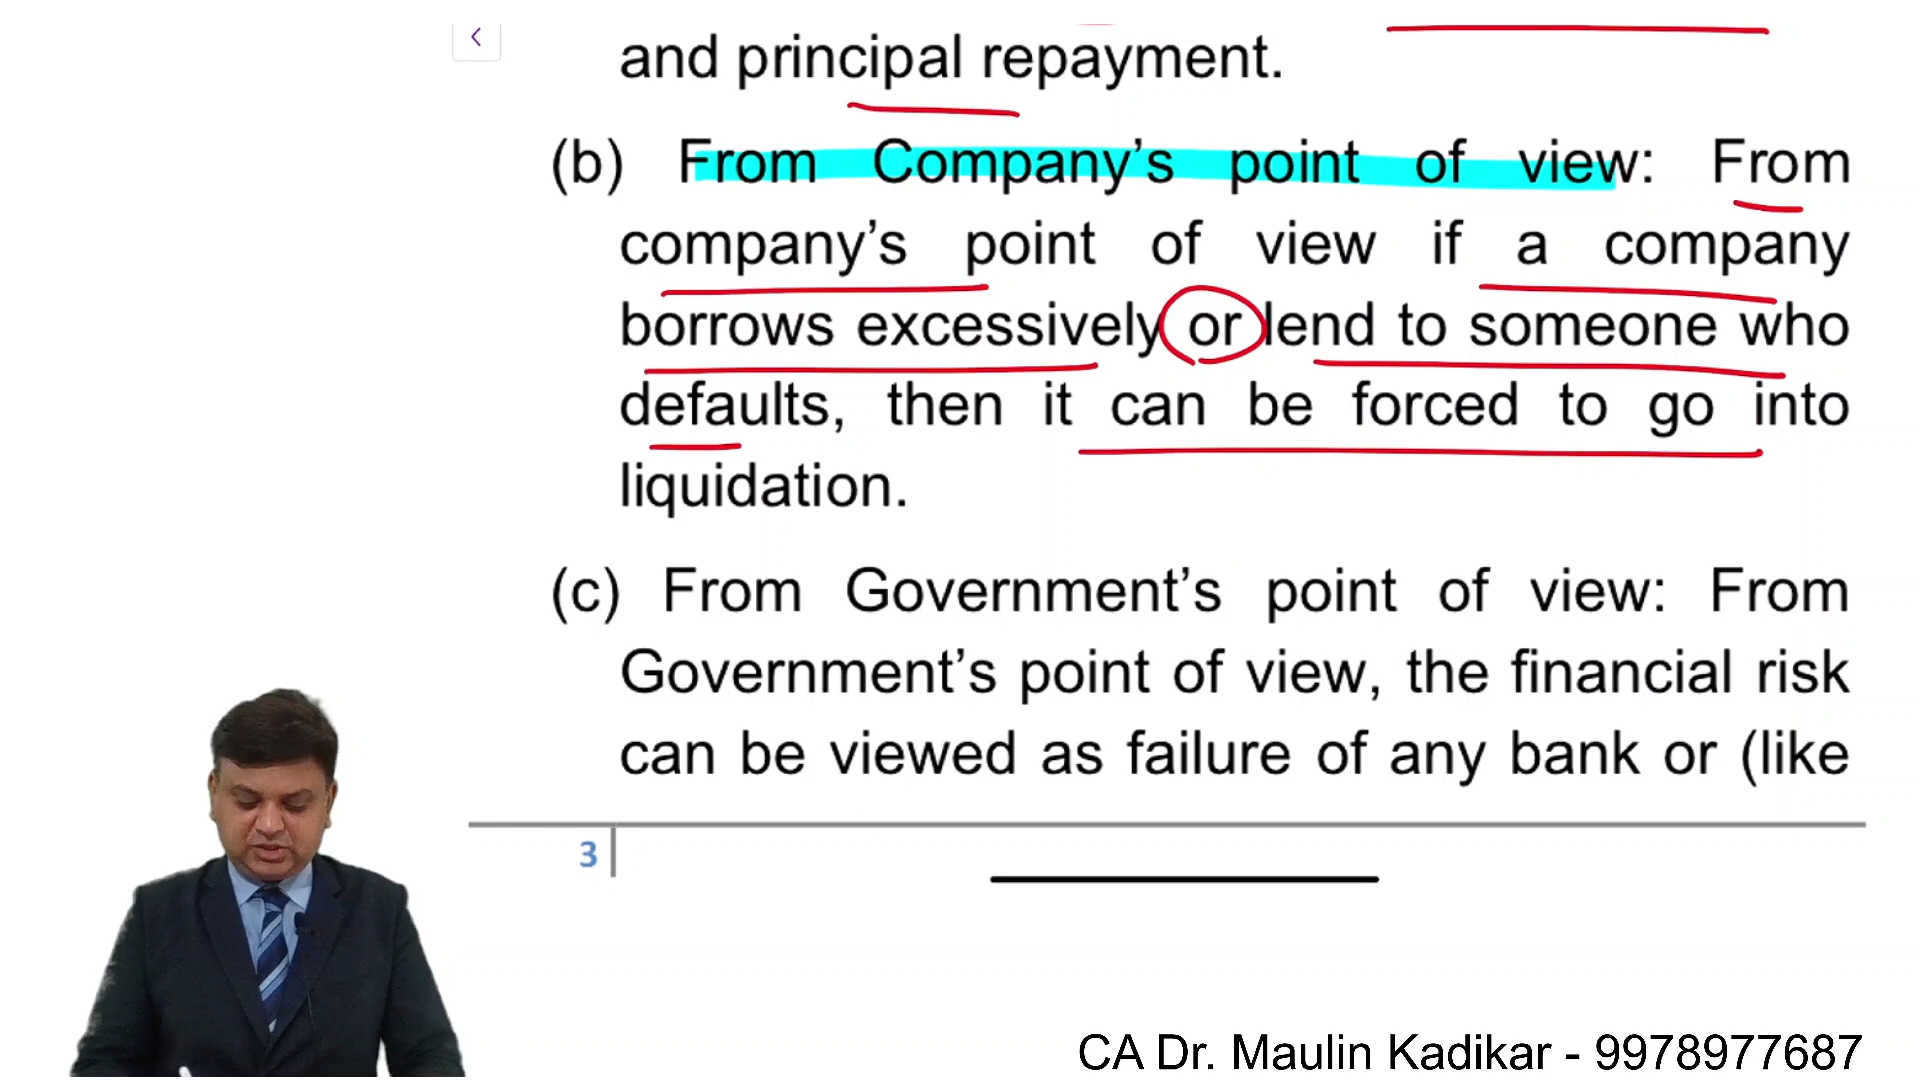 and principal repayment.
(b) From Company’s point of view: From
company’s point of view if a company
borrows excessively or lend to someone who
defaults, then it can be forced to go into
liquidation.
(c) From Government’s point of view: From
Government’s point of view, the financial risk
can be viewed as failure of any bank or (like
3
CA Dr. Maulin Kadikar - 9978977687